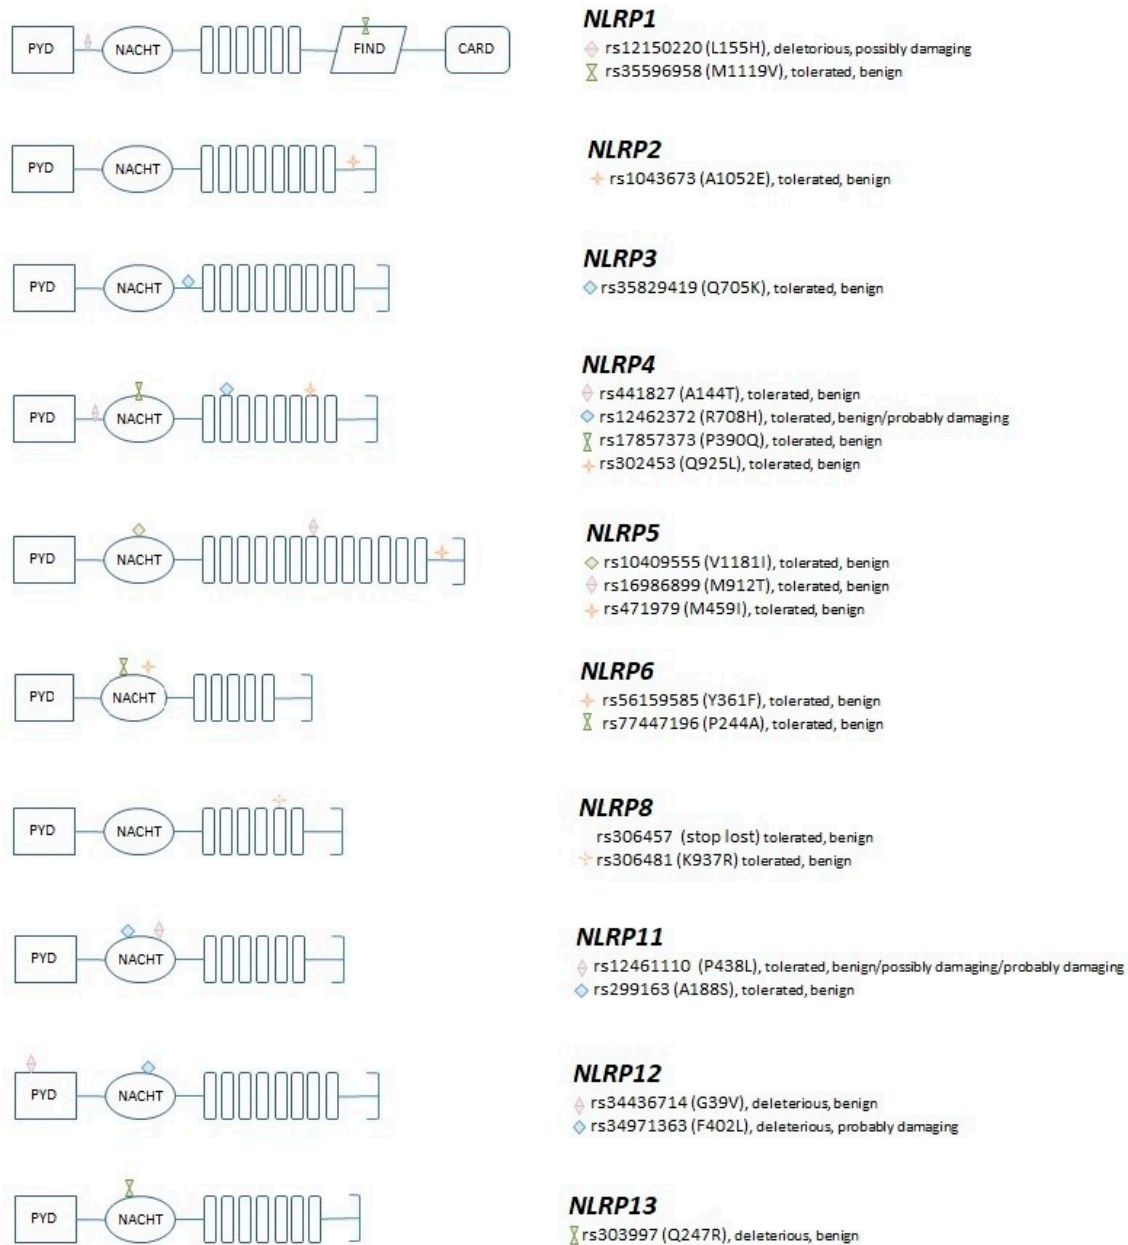 NLRP1
PYD NACHT FIND CARD
rs12150220 (L155H), deletorious, possibly damaging
rs35596958 (M1119V), tolerated, benign
NLRP2
PYD NACHT
rs1043673 (A1052E), tolerated, benign
NLRP3
PYD NACHT
rs35829419 (Q705K), tolerated, benign
NLRP4
rs441827 (A144T), tolerated, benign
PYD NACHT
rs12462372 (R708H), tolerated, benign/probably damaging
rs17857373 (P390Q), tolerated, benign
rs302453 (Q925L), tolerated, benign
NLRP5
PYD NACHT
rs10409555 (V1181I), tolerated, benign
rs16986899 (M912T), tolerated, benign
rs471979 (M459I), tolerated, benign
NLRP6
PYD NACHT
rs56159585 (Y361F), tolerated, benign
rs77447196 (P244A), tolerated, benign
NLRP8
PYD NACHT
rs306457 (stop lost) tolerated, benign
rs306481 (K937R) tolerated, benign
NLRP11
PYD NACHT
rs12461110 (P438L), tolerated, benign/possibly damaging/probably damaging
rs299163 (A188S), tolerated, benign
NLRP12
PYD NACHT
rs34436714 (G39V), deleterious, benign
rs34971363 (F402L), deleterious, probably damaging
NLRP13
PYD NACHT
rs303997 (Q247R), deleterious, benign